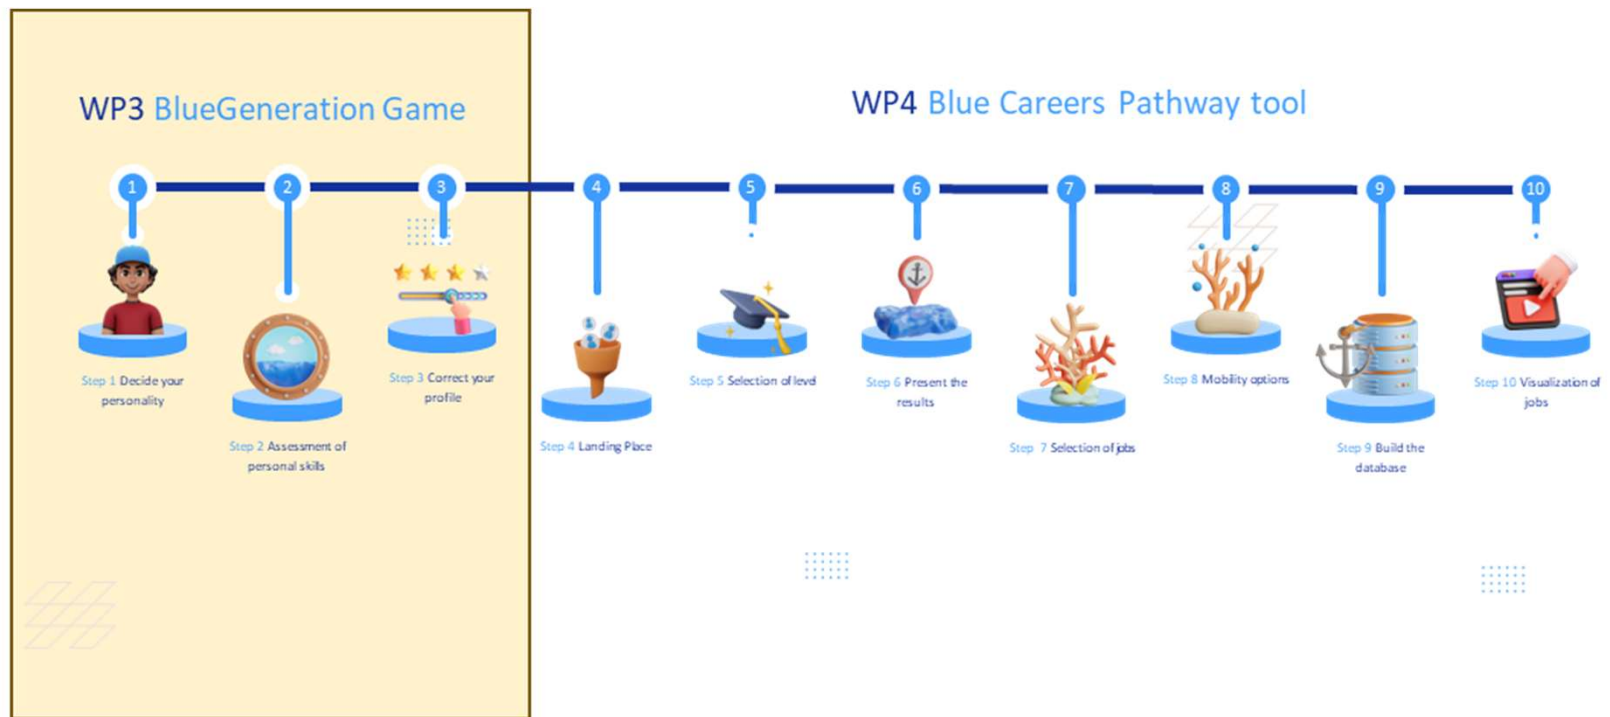 WP3 BlueGeneration Game
WP4 Blue Careers Pathway tool
1
2
3
4
5
6
7
8
9
10
Step 1 Decide your
personality
Step 2 Assessment of
personal skills
Step 3 Correct your
profile
Step 4 Landing Place
Step 5 Selection of level
Step 6 Present the
results
Step 7 Selection of jobs
Step 8 Mobility options
Step 9 Build the
database
Step 10 Visualization of
jobs